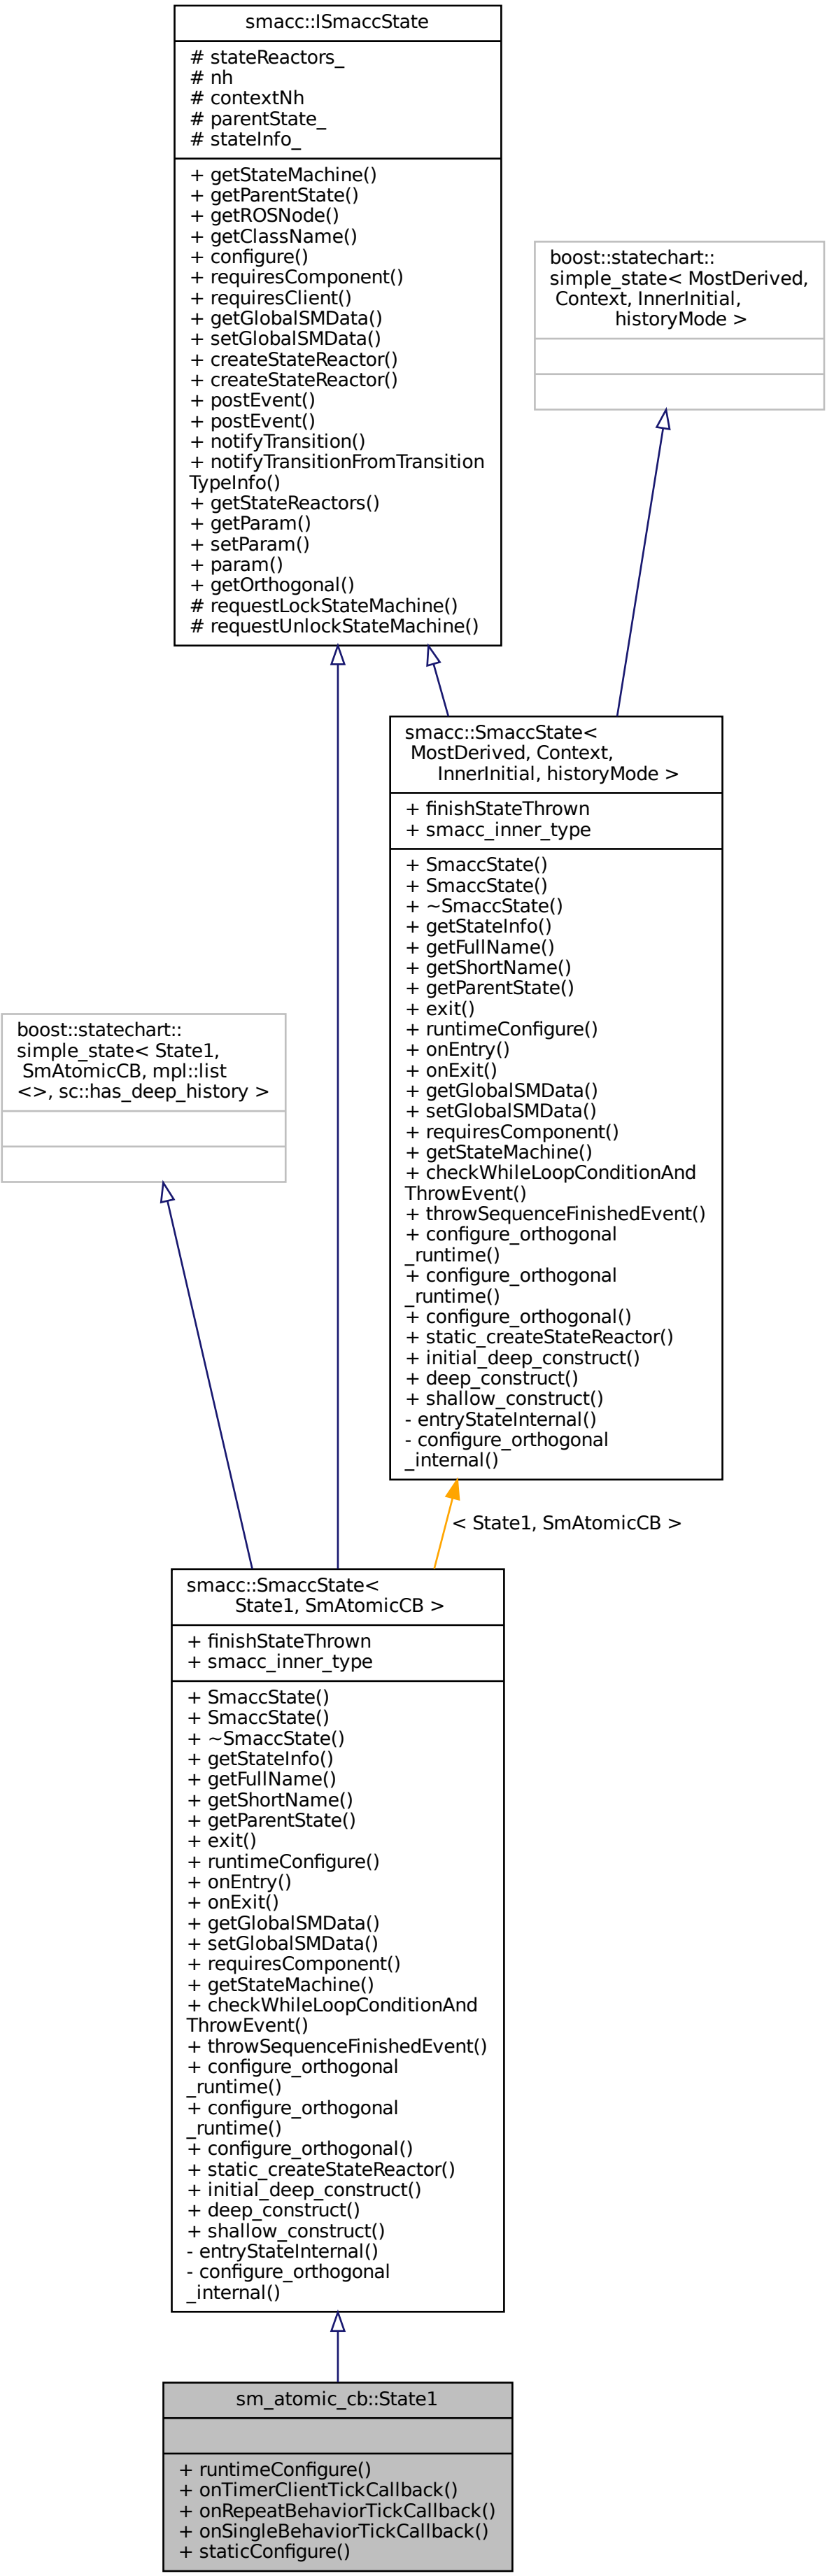 smacc::ISmaccState
# stateReactors_
# nh
# contextNh
# parentState_
# stateInfo_
+ getStateMachine()
+ getParentState()
+ getROSNode()
+ getClassName()
+ configure()
+ requiresComponent()
+ requiresClient()
+ getGlobalSMData()
+ setGlobalSMData()
+ createStateReactor()
+ createStateReactor()
+ postEvent()
+ postEvent()
+ notifyTransition()
+ notifyTransitionFromTransition
TypeInfo()
+ getStateReactors()
+ getParam()
+ setParam()
+ param()
+ getOrthogonal()
# requestLockStateMachine()
# requestUnlockStateMachine()
boost::statechart::
simple_state< MostDerived,
Context, InnerInitial,
historyMode >
smacc::SmaccState<
MostDerived, Context,
InnerInitial, historyMode >
+ finishStateThrown
+ smacc_inner_type
+ SmaccState()
+ SmaccState()
+ ~SmaccState()
+ getStateInfo()
+ getFullName()
+ getShortName()
+ getParentState()
+ exit()
+ runtimeConfigure()
+ onEntry()
+ onExit()
+ getGlobalSMData()
+ setGlobalSMData()
+ requiresComponent()
+ getStateMachine()
+ checkWhileLoopConditionAnd
ThrowEvent()
+ throwSequenceFinishedEvent()
+ configure_orthogonal
_runtime()
+ configure_orthogonal
_runtime()
+ configure_orthogonal()
+ static_createStateReactor()
+ initial_deep_construct()
+ deep_construct()
+ shallow_construct()
- entryStateInternal()
- configure_orthogonal
_internal()
boost::statechart::
simple_state< State1,
SmAtomicCB, mpl::list
<>, sc::has_deep_history >
< State1, SmAtomicCB >
smacc::SmaccState<
State1, SmAtomicCB >
+ finishStateThrown
+ smacc_inner_type
+ SmaccState()
+ SmaccState()
+ ~SmaccState()
+ getStateInfo()
+ getFullName()
+ getShortName()
+ getParentState()
+ exit()
+ runtimeConfigure()
+ onEntry()
+ onExit()
+ getGlobalSMData()
+ setGlobalSMData()
+ requiresComponent()
+ getStateMachine()
+ checkWhileLoopConditionAnd
ThrowEvent()
+ throwSequenceFinishedEvent()
+ configure_orthogonal
_runtime()
+ configure_orthogonal
_runtime()
+ configure_orthogonal()
+ static_createStateReactor()
+ initial_deep_construct()
+ deep_construct()
+ shallow_construct()
- entryStateInternal()
- configure_orthogonal
_internal()
sm_atomic_cb::State1
+ runtimeConfigure()
+ onTimerClientTickCallback()
+ onRepeatBehaviorTickCallback()
+ onSingleBehaviorTickCallback()
+ staticConfigure()